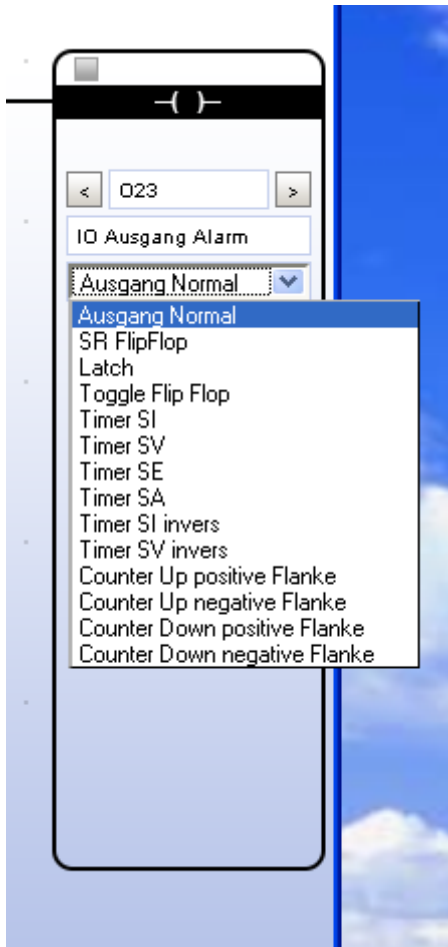 -( )-
< O23 >
IO Ausgang Alarm
Ausgang Normal
Ausgang Normal
SR FlipFlop
Latch
Toggle Flip Flop
Timer SI
Timer SV
Timer SE
Timer SA
Timer SI invers
Timer SV invers
Counter Up positive Flanke
Counter Up negative Flanke
Counter Down positive Flanke
Counter Down negative Flanke